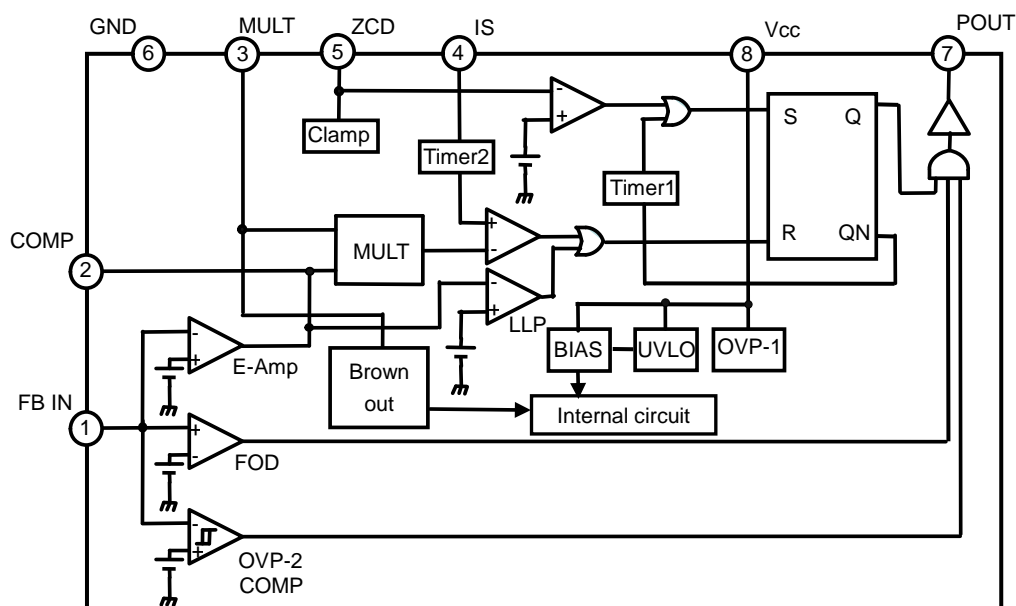 GND
MULT
ZCD
IS
Vcc
POUT
6
3
5
4
8
7
-
+
Clamp
S
Q
Timer2
Timer1
+
-
R
QN
COMP
MULT
2
-
+
LLP
-
+
E-Amp
BIAS
UVLO
OVP-1
Brown
out
FB IN
Internal circuit
1
+
-
FOD
-
+
OVP-2
COMP